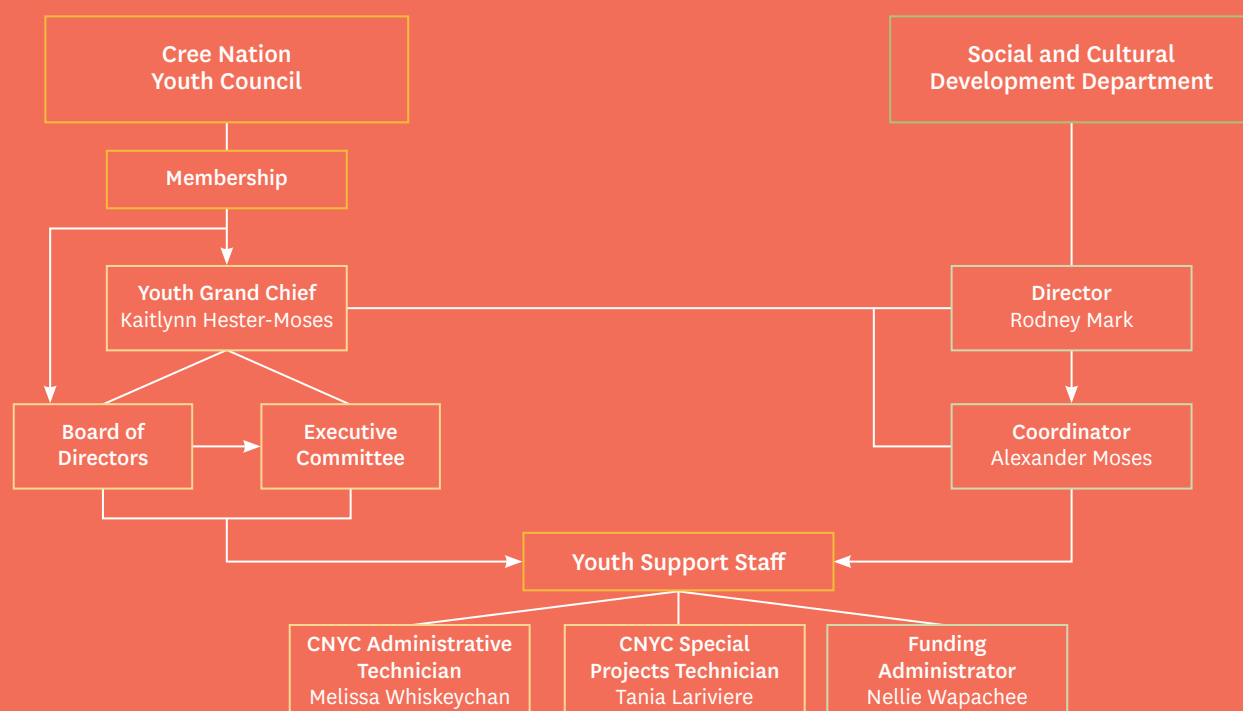 Cree Nation
Youth Council
Social and Cultural
Development Department
Membership
Youth Grand Chief
Kaitlynn Hester-Moses
Director
Rodney Mark
Board of
Directors
Executive
Committee
Coordinator
Alexander Moses
Youth Support Staff
CNYC Administrative
Technician
Melissa Whiskeychan
CNYC Special
Projects Technician
Tania Lariviere
Funding
Administrator
Nellie Wapachee